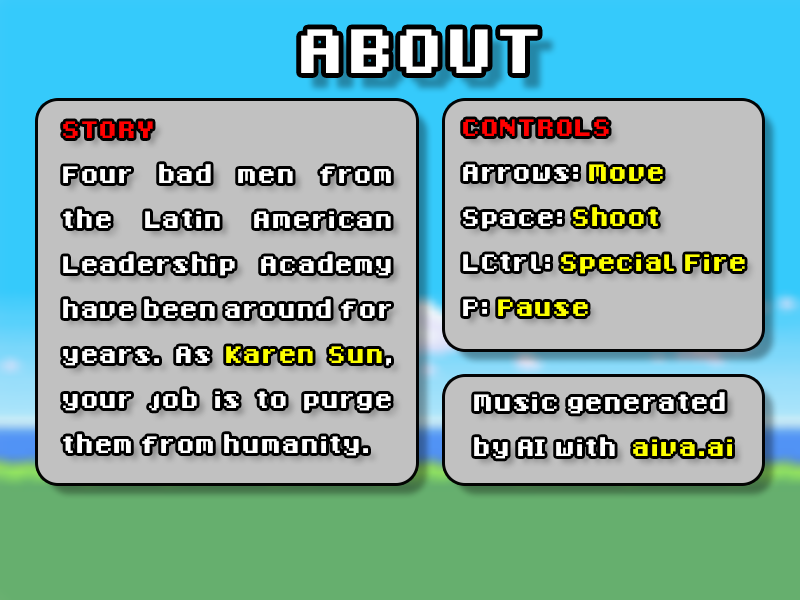 ABOUT
STORY
Four bad men from
the Latin American
Leadership Academy
have been around for
years. As Karen Sun,
your job is to purge
them from humanity.
CONTROLS
Arrows: Move
Space: Shoot
LCtrl: Special Fire
P: Pause
Music generated
by AI with aiva.ai